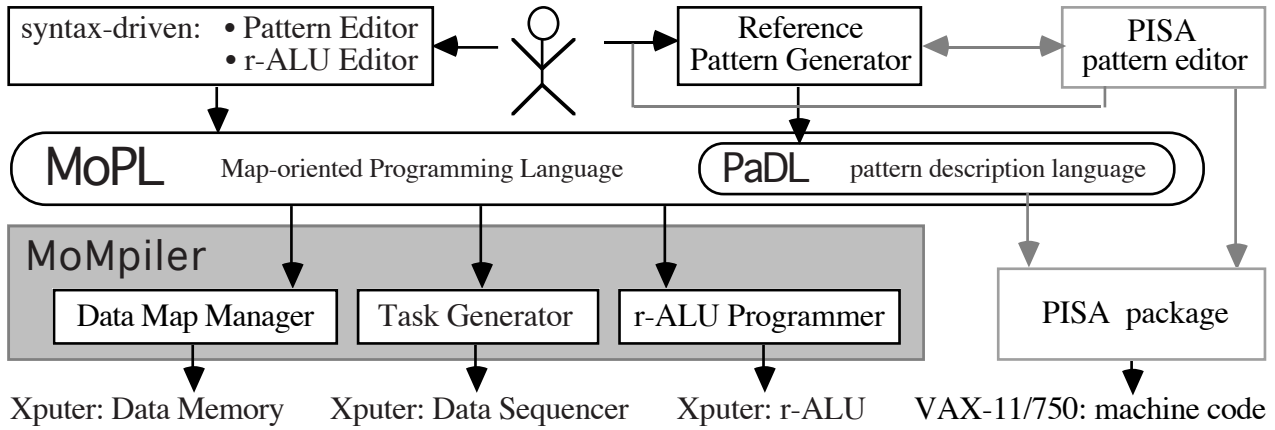 syntax-driven: • Pattern Editor
• r-ALU Editor
Reference
Pattern Generator
PISA
pattern editor
MoPL Map-oriented Programming Language
PaDL pattern description language
MoMpiler
Data Map Manager
Task Generator
r-ALU Programmer
PISA package
Xputer: Data Memory
Xputer: Data Sequencer
Xputer: r-ALU
VAX-11/750: machine code